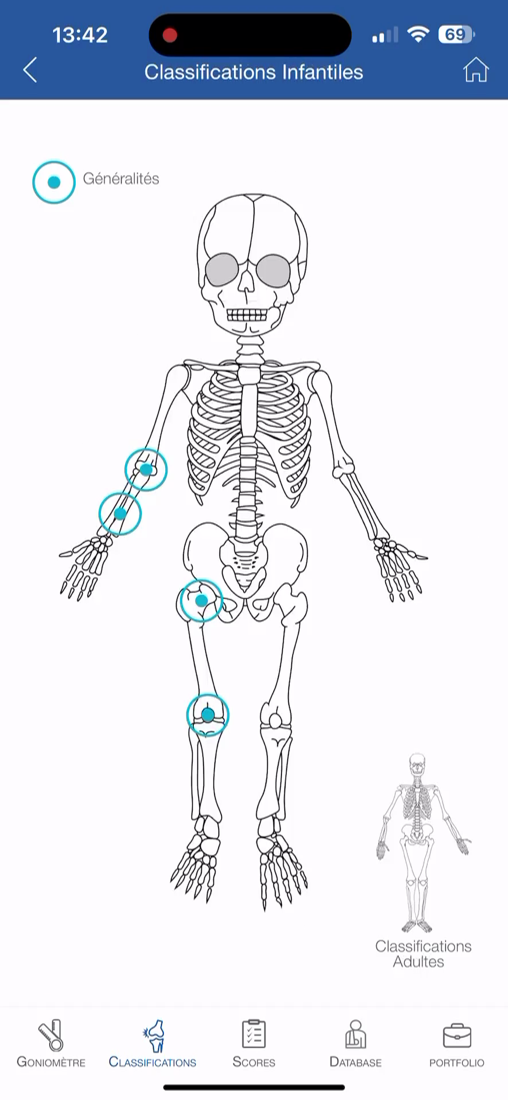 13:42
69
Classifications Infantiles
Généralités
Classifications
Adultes
GONIOMÈTRE
CLASSIFICATIONS
SCORES
DATABASE
PORTFOLIO